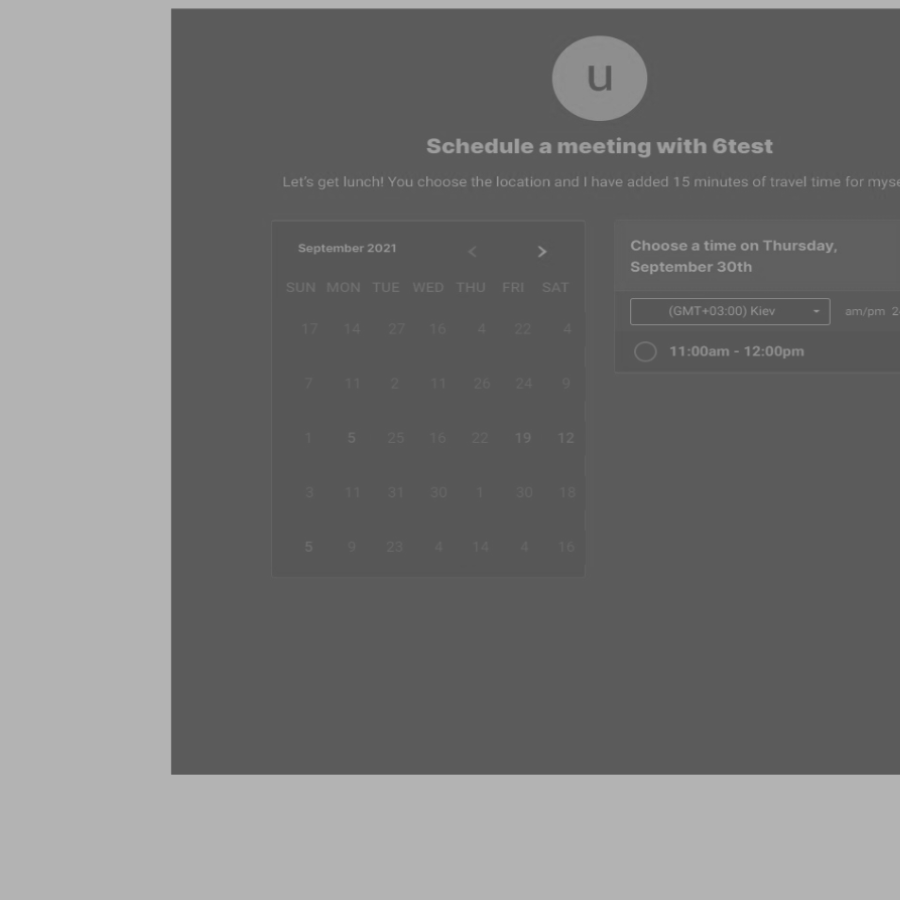 u
Schedule a meeting with 6test
Let's get lunch! You choose the location and I have added 15 minutes of travel time for myse
September 2021
SUN MON TUE WED THU FRI SAT
17 14 27 16 4 22 4
7 11 2 11 26 24 9
1 5 25 16 22 19 12
3 11 31 30 1 30 18
5 9 23 4 14 4 16
Choose a time on Thursday,
September 30th
(GMT+03:00) Kiev
am/pm 2
11:00am - 12:00pm